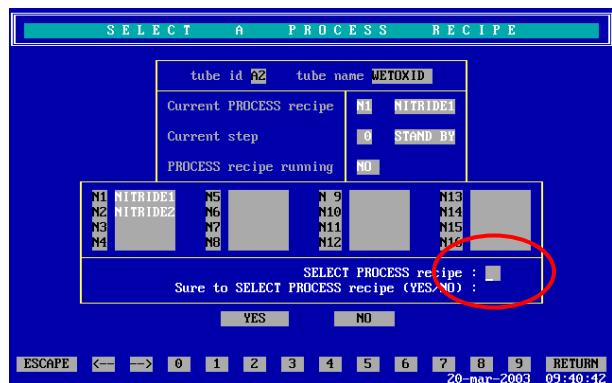 SELECT A PROCESS RECIPE
tube id A2 tube name WETOXID
Current PROCESS recipe N1 NITRIDE1
Current step 0 STAND BY
PROCESS recipe running NO
N1 NITRIDE1 N5 N 9 N13
N2 NITRIDE2 N6 N10 N14
N3 N7 N11 N15
N4 N8 N12 N16
SELECT PROCESS recipe : _
Sure to SELECT PROCESS recipe (YES/NO) :
YES NO
ESCAPE <-- --> 0 1 2 3 4 5 6 7 8 9 RETURN
20-mar-2003 09:40:42